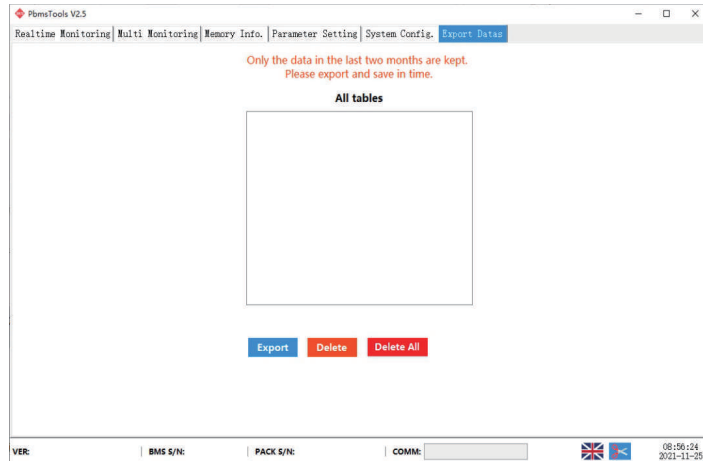 PbmsTools V2.5
Realtime Monitoring Multi Monitoring Memory Info. Parameter Setting System Config. Export Datas
Only the data in the last two months are kept.
Please export and save in time.
All tables
Export Delete Delete All
VER: BMS S/N: PACK S/N: COMM: 08:56:24
2021-11-25